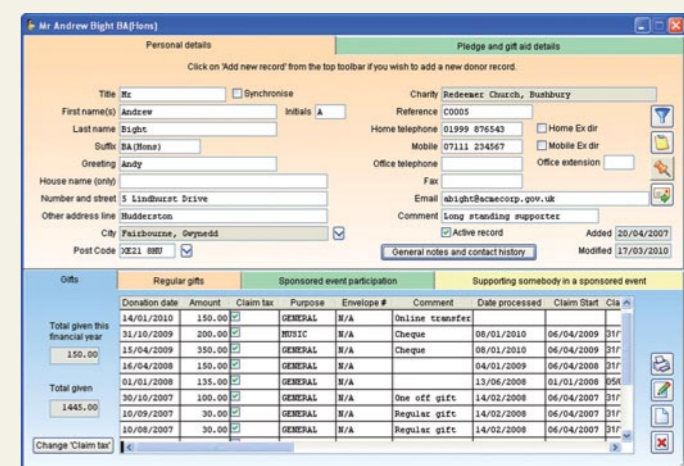 Mr Andrew Bight BA(Hons)
Personal details
Pledge and gift aid details
Click on 'Add new record' from the top toolbar if you wish to add a new donor record.
Title Mr Synchronise
Charity Redeemer Church, Bushbury
First name(s) Andrew Initials A
Reference C0005
Last name Bight
Home telephone 01999 876543 Home Ex dir
Suffix BA(Hons)
Mobile 07111 234567 Mobile Ex dir
Greeting Andy
Office telephone Office extension
House name (only)
Fax
Number and street 5 Lindhurst Drive
Email abight@acmecorp.gov.uk
Other address line Hudderston
Comment Long standing supporter
City Fairbourne, Gwynedd
Active record Added 20/04/2007
Post Code XE21 8HU
General notes and contact history Modified 17/03/2010
Gifts Regular gifts Sponsored event participation Supporting somebody in a sponsored event
Total given this financial year
150.00
Total given
1445.00
Change 'Claim tax'
Donation date Amount Claim tax Purpose Envelope # Comment Date processed Claim Start Cla
14/01/2010 150.00 GENERAL N/A Online transfer
31/10/2009 200.00 MUSIC N/A Cheque 08/01/2010 06/04/2009 31/
15/04/2009 350.00 GENERAL N/A Cheque 08/01/2010 06/04/2009 31/
16/04/2008 150.00 GENERAL N/A 04/01/2009 06/04/2008 31/
01/01/2008 135.00 GENERAL N/A 13/06/2008 01/01/2008 05/
30/10/2007 100.00 GENERAL N/A One off gift 14/02/2008 06/04/2007 31/
10/09/2007 30.00 GENERAL N/A Regular gift 14/02/2008 06/04/2007 31/
10/08/2007 30.00 GENERAL N/A Regular gift 14/02/2008 06/04/2007 31/